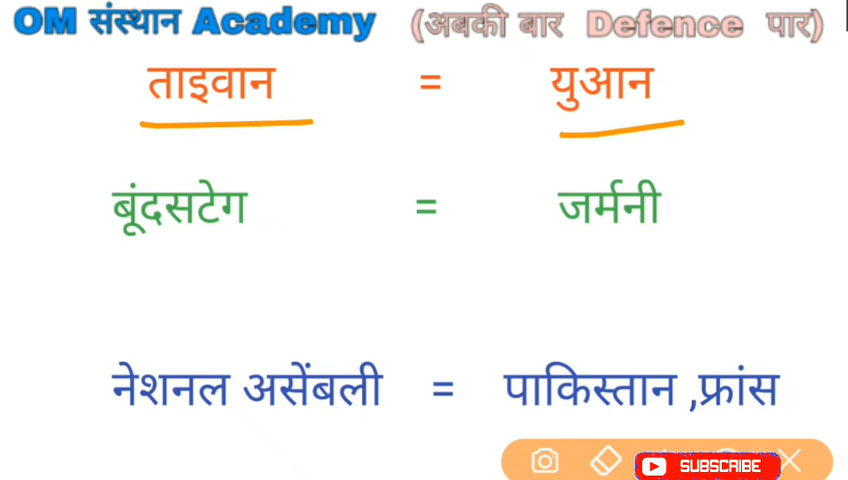 OM संस्थान Academy (अबकी बार Defence पार)
ताइवान = युआन
बूंदसटेग = जर्मनी
नेशनल असेंबली = पाकिस्तान ,फ्रांस
SUBSCRIBE